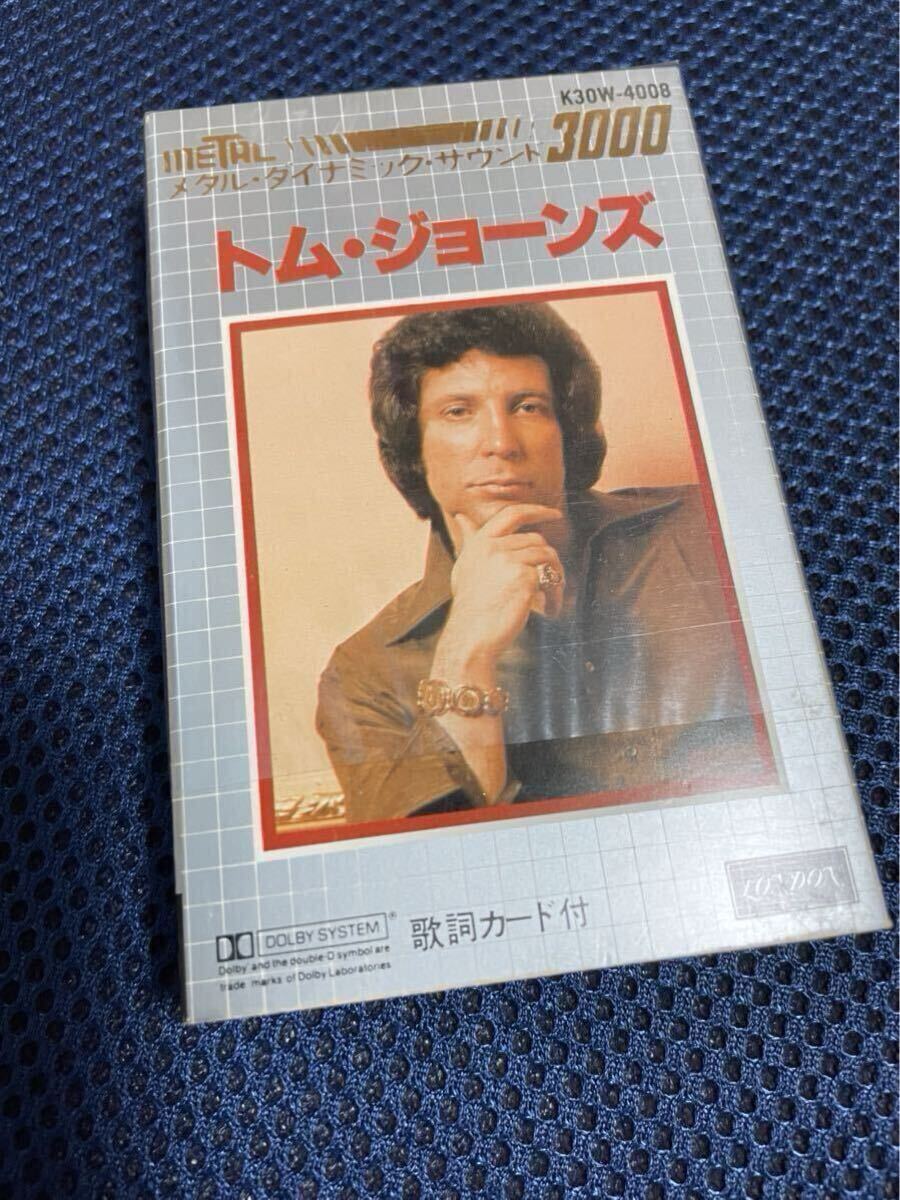 K30W-4008
METAL 3000
メタル・ダイナミック・サウンド
トム・ジョーンズ
LONDON
DOLBY SYSTEM®
歌詞カード付
Dolby and the double-D symbol are
trade marks of Dolby Laboratories